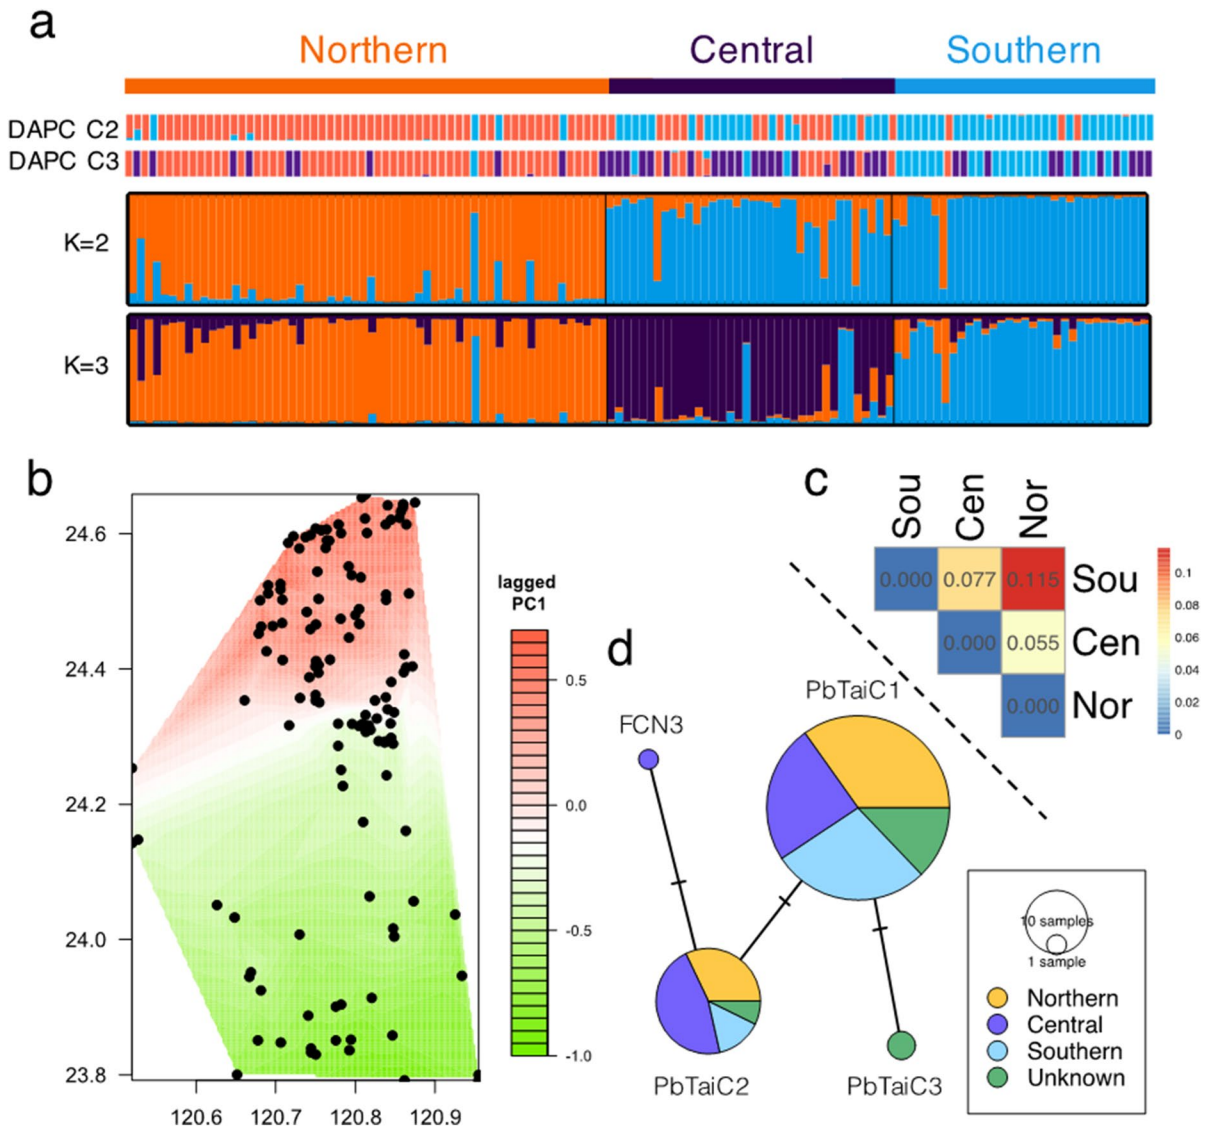 a
Northern Central Southern
DAPC C2
DAPC C3
K=2
K=3
b
24.6
24.4
24.2
24.0
23.8
120.6 120.7 120.8 120.9
lagged
PC1
0.5
0.0
-0.5
-1.0
c
Sou Cen Nor
0.000 0.077 0.115 Sou
0.000 0.055 Cen
0.000 Nor
0.1
0.08
0.06
0.04
0.02
0
d
PbTaiC1
FCN3
PbTaiC2
PbTaiC3
10 samples
1 sample
Northern
Central
Southern
Unknown